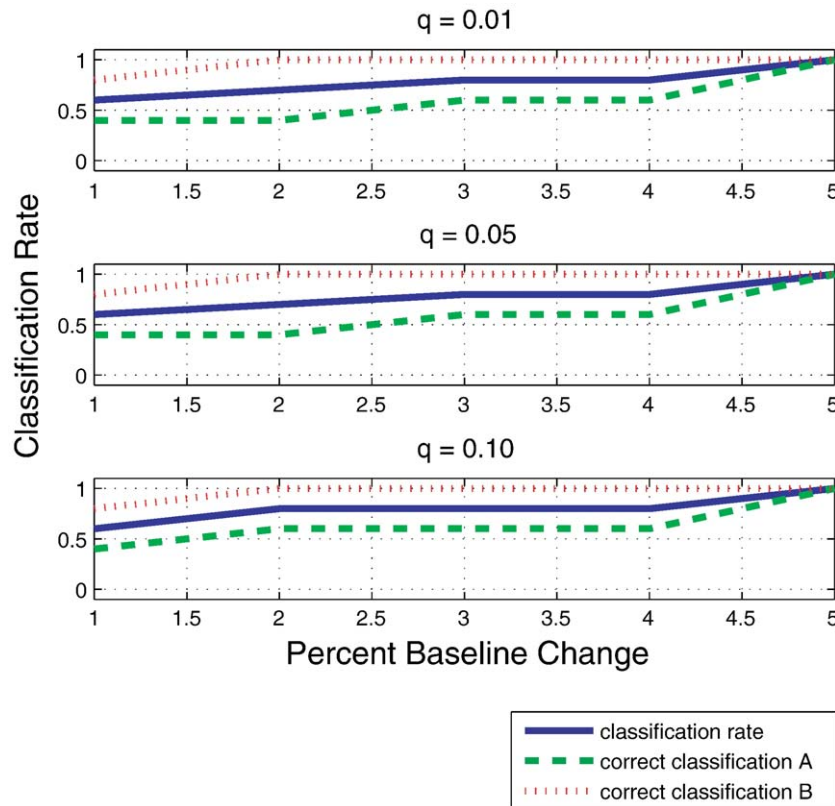 q = 0.01
1
0.5
0
1 1.5 2 2.5 3 3.5 4 4.5 5
q = 0.05
1
0.5
0
1 1.5 2 2.5 3 3.5 4 4.5 5
q = 0.10
1
0.5
0
1 1.5 2 2.5 3 3.5 4 4.5 5
Classification Rate
Percent Baseline Change
classification rate
correct classification A
correct classification B